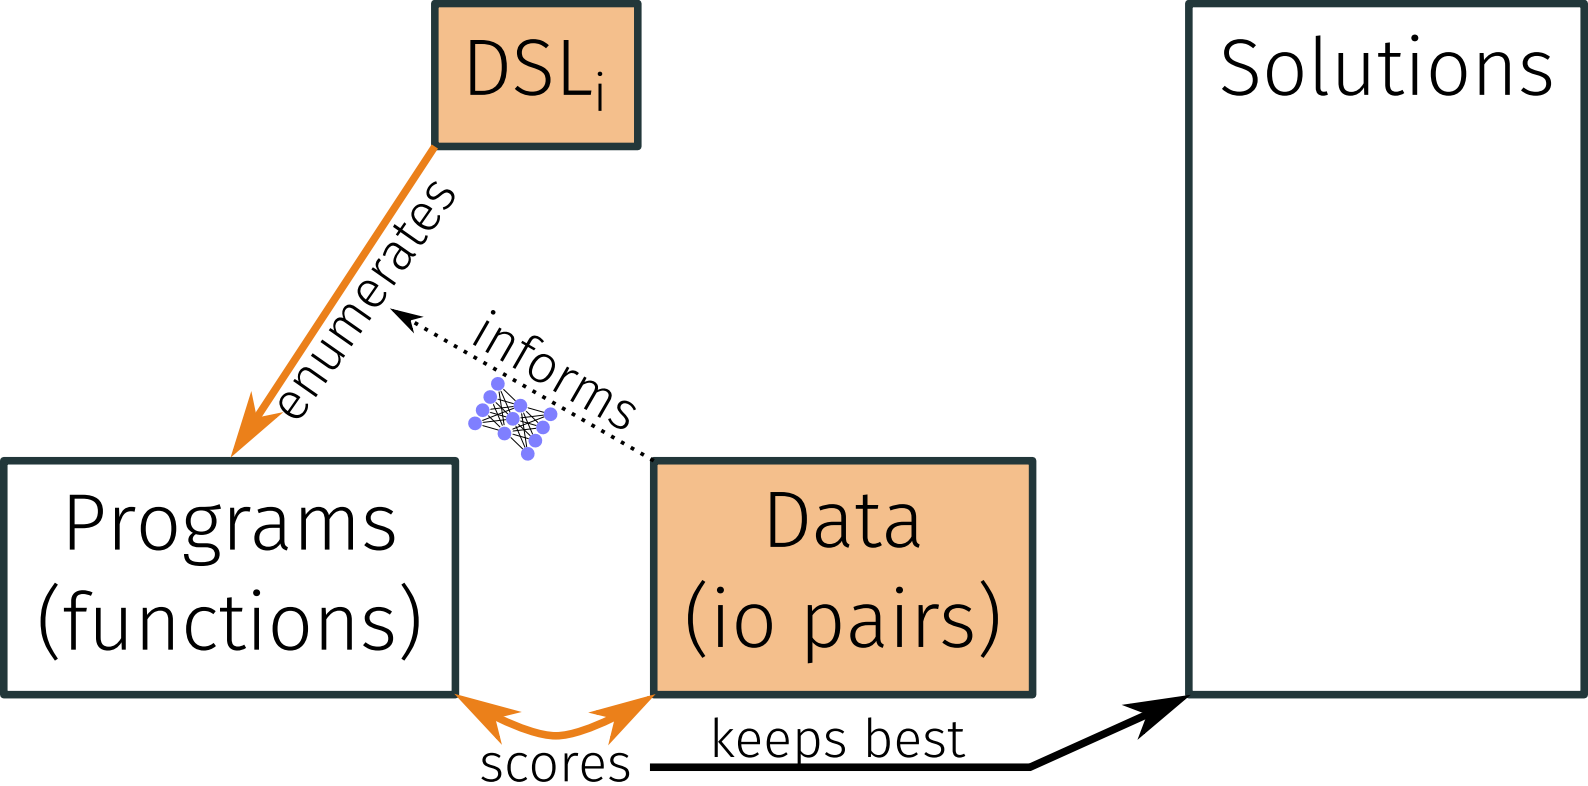 DSLi
Solutions
enumerates
informs
Programs
(functions)
Data
(io pairs)
scores
keeps best